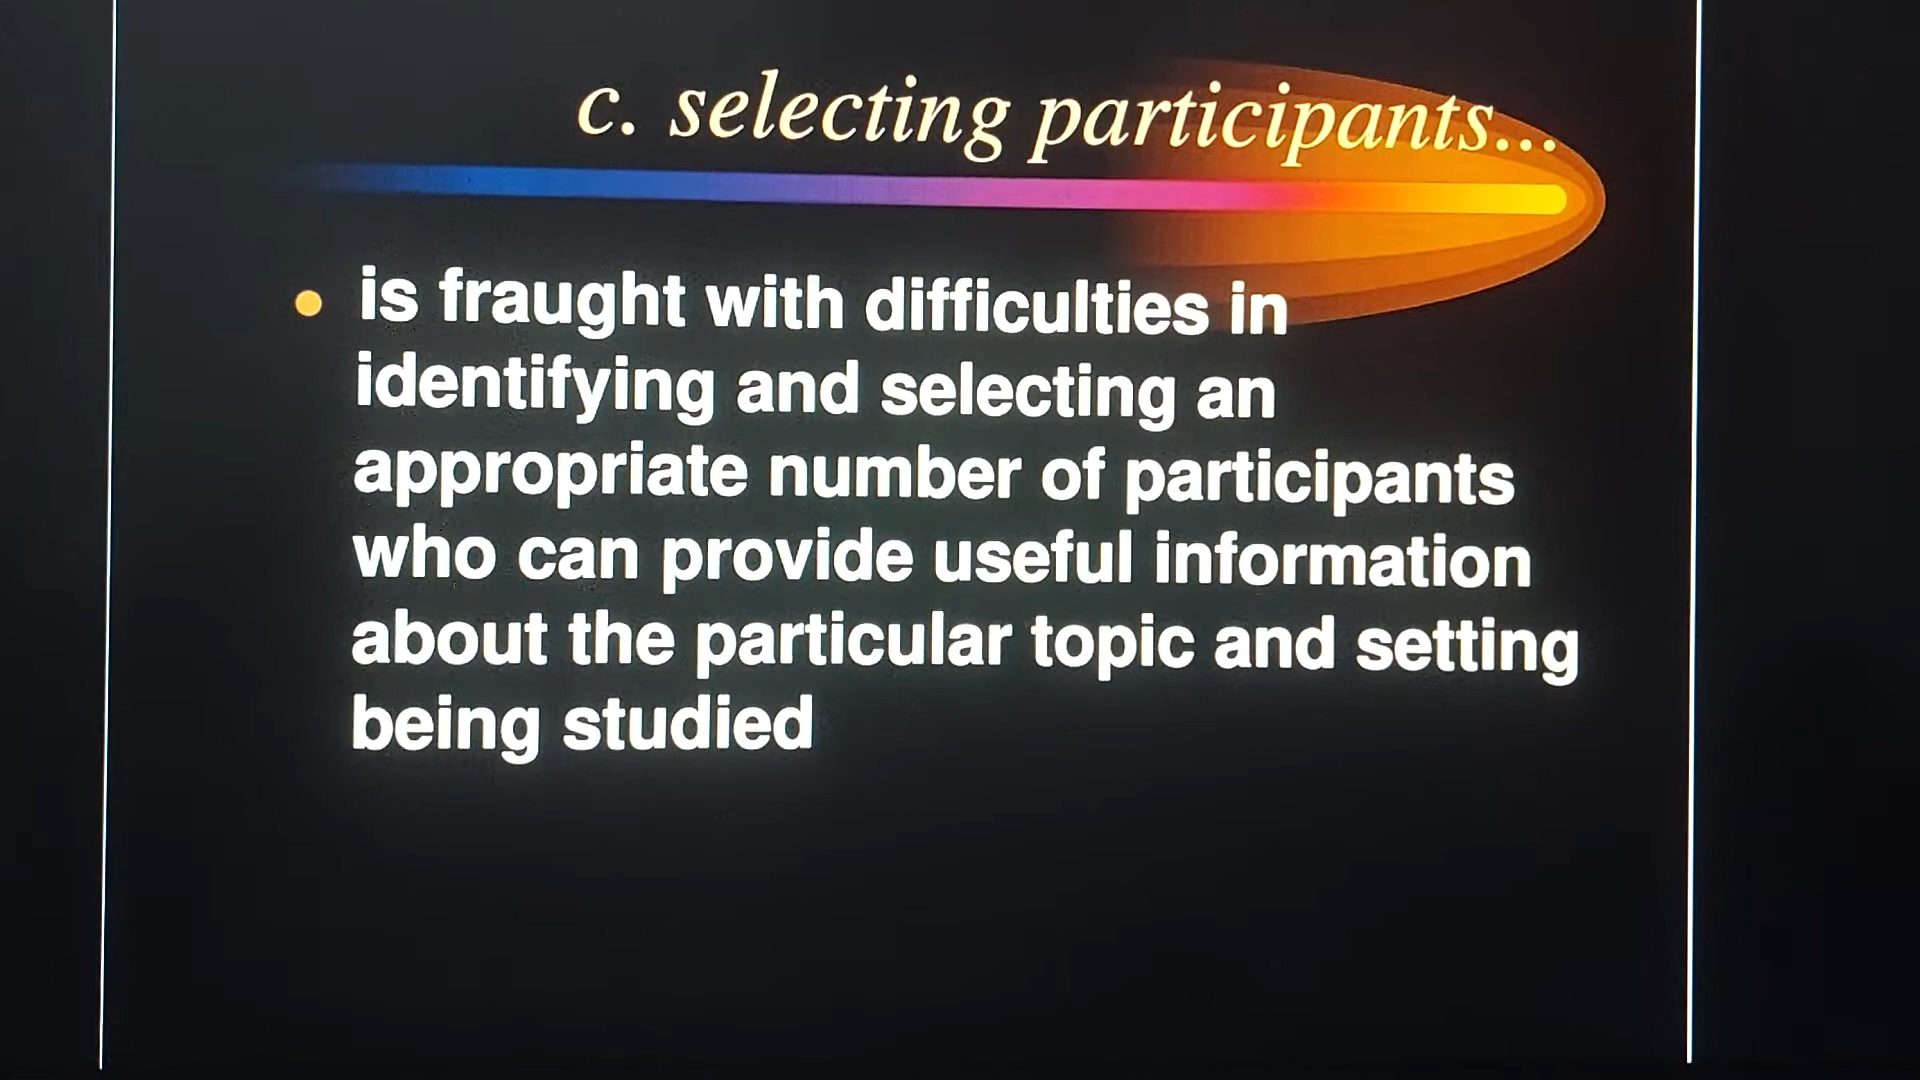 c. selecting participants...
is fraught with difficulties in
identifying and selecting an
appropriate number of participants
who can provide useful information
about the particular topic and setting
being studied